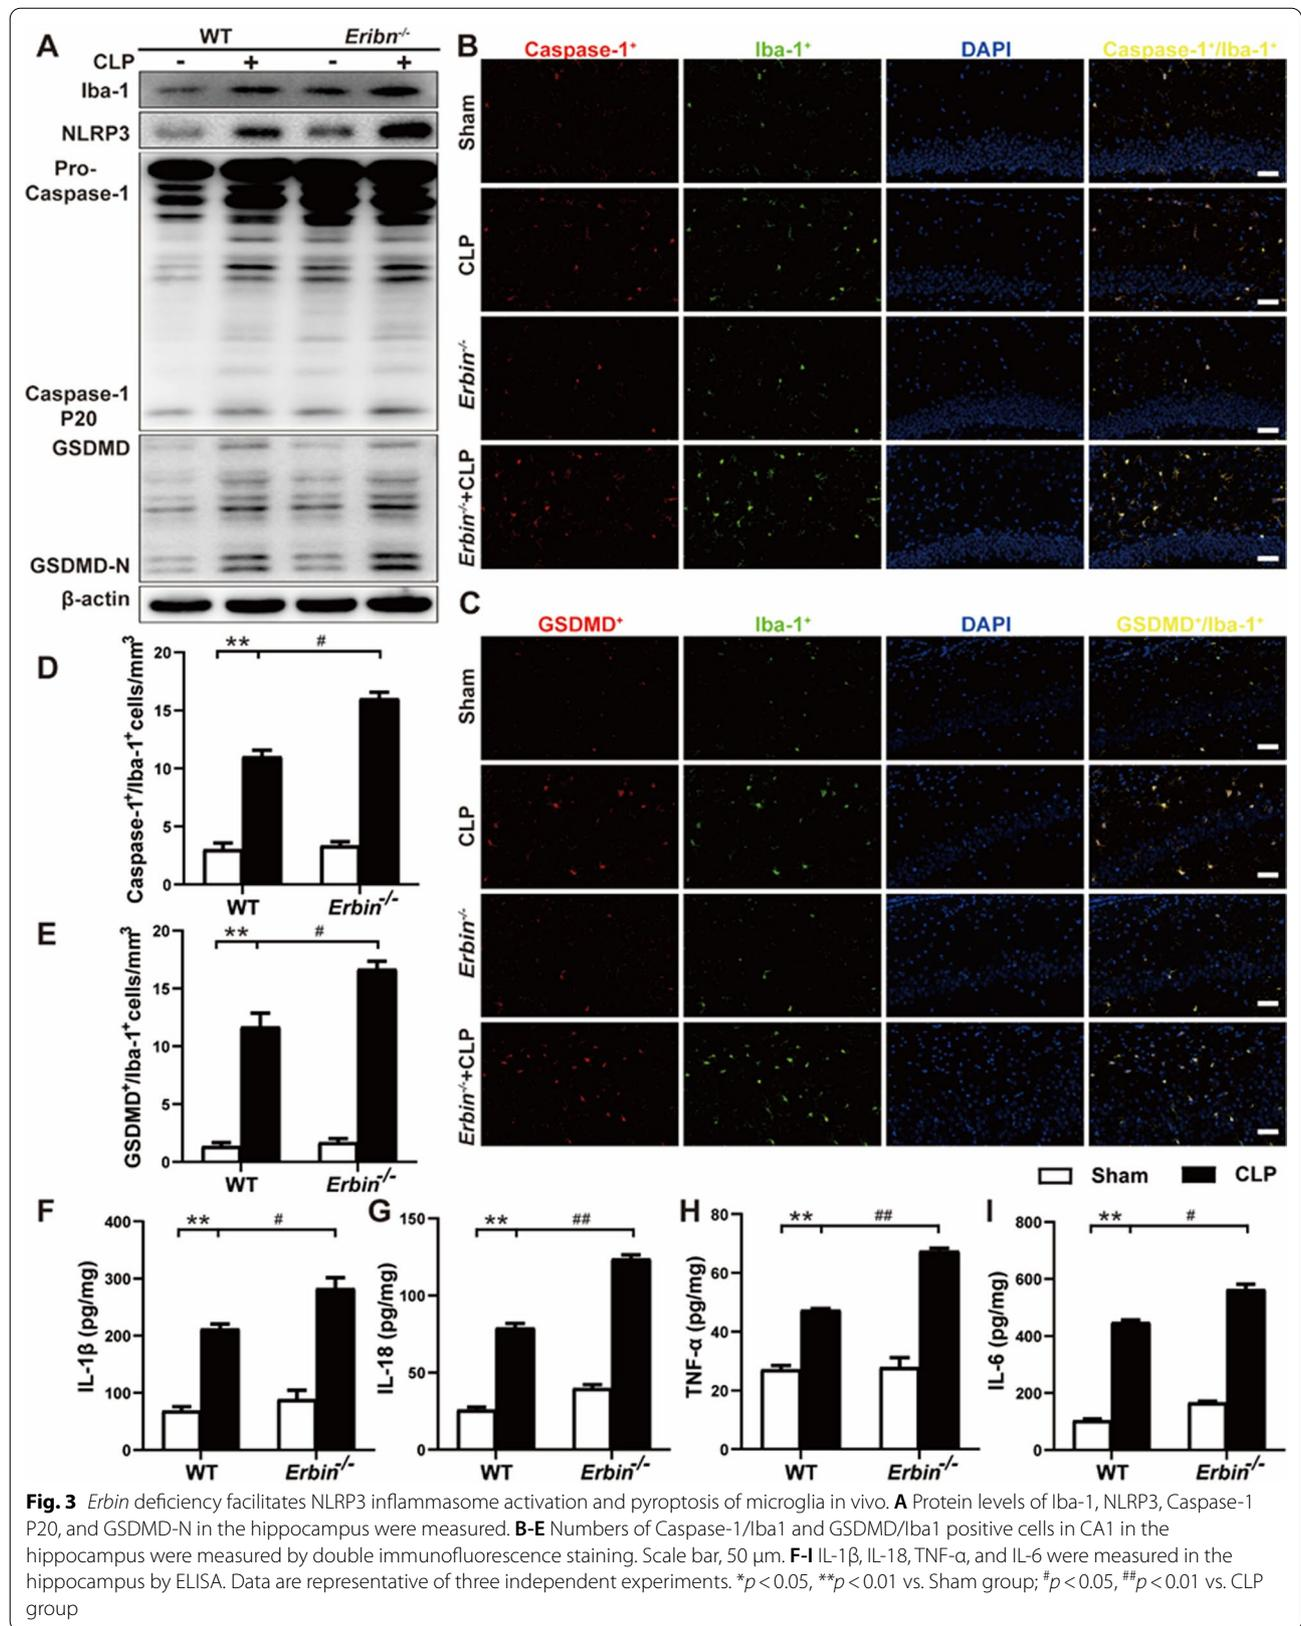 A
WT Eribn-/-
CLP - + - +
Iba-1
NLRP3
Pro-
Caspase-1
Caspase-1
P20
GSDMD
GSDMD-N
β-actin
B
Caspase-1+ Iba-1+ DAPI Caspase-1+/Iba-1+
Sham
CLP
Erbin-/-
Erbin-/-+CLP
C
GSDMD+ Iba-1+ DAPI GSDMD+/Iba-1+
Sham
CLP
Erbin-/-
Erbin-/-+CLP
D
Caspase-1+/Iba-1+cells/mm3
20
15
10
5
0
** #
WT Erbin-/-
E
GSDMD+/Iba-1+cells/mm3
20
15
10
5
0
** #
WT Erbin-/-
Sham CLP
F
IL-1β (pg/mg)
400
300
200
100
0
** #
WT Erbin-/-
G
IL-18 (pg/mg)
150
100
50
0
** ##
WT Erbin-/-
H
TNF-α (pg/mg)
80
60
40
20
0
** ##
WT Erbin-/-
I
IL-6 (pg/mg)
800
600
400
200
0
** #
WT Erbin-/-
Fig. 3 Erbin deficiency facilitates NLRP3 inflammasome activation and pyroptosis of microglia in vivo. A Protein levels of Iba-1, NLRP3, Caspase-1
P20, and GSDMD-N in the hippocampus were measured. B-E Numbers of Caspase-1/Iba1 and GSDMD/Iba1 positive cells in CA1 in the
hippocampus were measured by double immunofluorescence staining. Scale bar, 50 μm. F-I IL-1β, IL-18, TNF-α, and IL-6 were measured in the
hippocampus by ELISA. Data are representative of three independent experiments. *p < 0.05, **p < 0.01 vs. Sham group; #p < 0.05, ##p < 0.01 vs. CLP
group